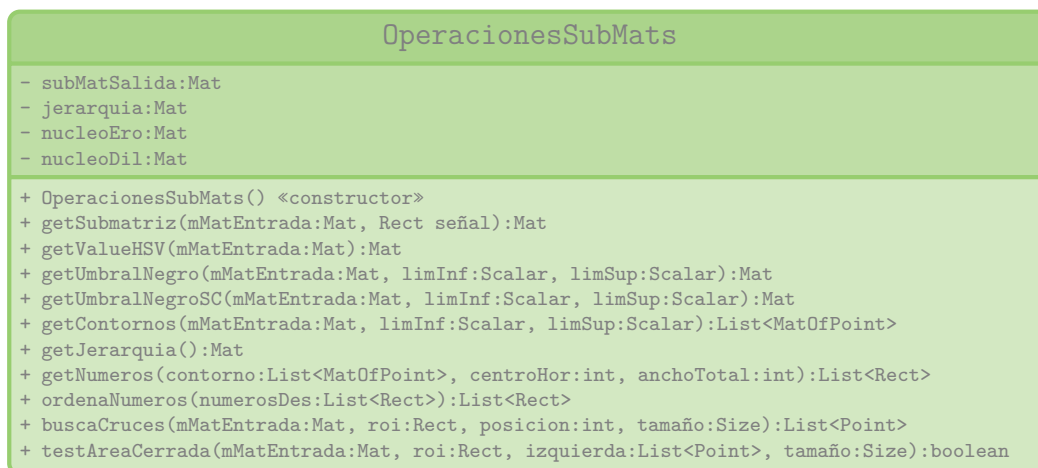 OperacionesSubMats
- subMatSalida:Mat
- jerarquia:Mat
- nucleoEro:Mat
- nucleoDil:Mat
+ OperacionesSubMats() «constructor»
+ getSubmatriz(mMatEntrada:Mat, Rect señal):Mat
+ getValueHSV(mMatEntrada:Mat):Mat
+ getUmbralNegro(mMatEntrada:Mat, limInf:Scalar, limSup:Scalar):Mat
+ getUmbralNegroSC(mMatEntrada:Mat, limInf:Scalar, limSup:Scalar):Mat
+ getContornos(mMatEntrada:Mat, limInf:Scalar, limSup:Scalar):List<MatOfPoint>
+ getJerarquia():Mat
+ getNumeros(contorno:List<MatOfPoint>, centroHor:int, anchoTotal:int):List<Rect>
+ ordenaNumeros(numerosDes:List<Rect>):List<Rect>
+ buscaCruces(mMatEntrada:Mat, roi:Rect, posicion:int, tamaño:Size):List<Point>
+ testAreaCerrada(mMatEntrada:Mat, roi:Rect, izquierda:List<Point>, tamaño:Size):boolean